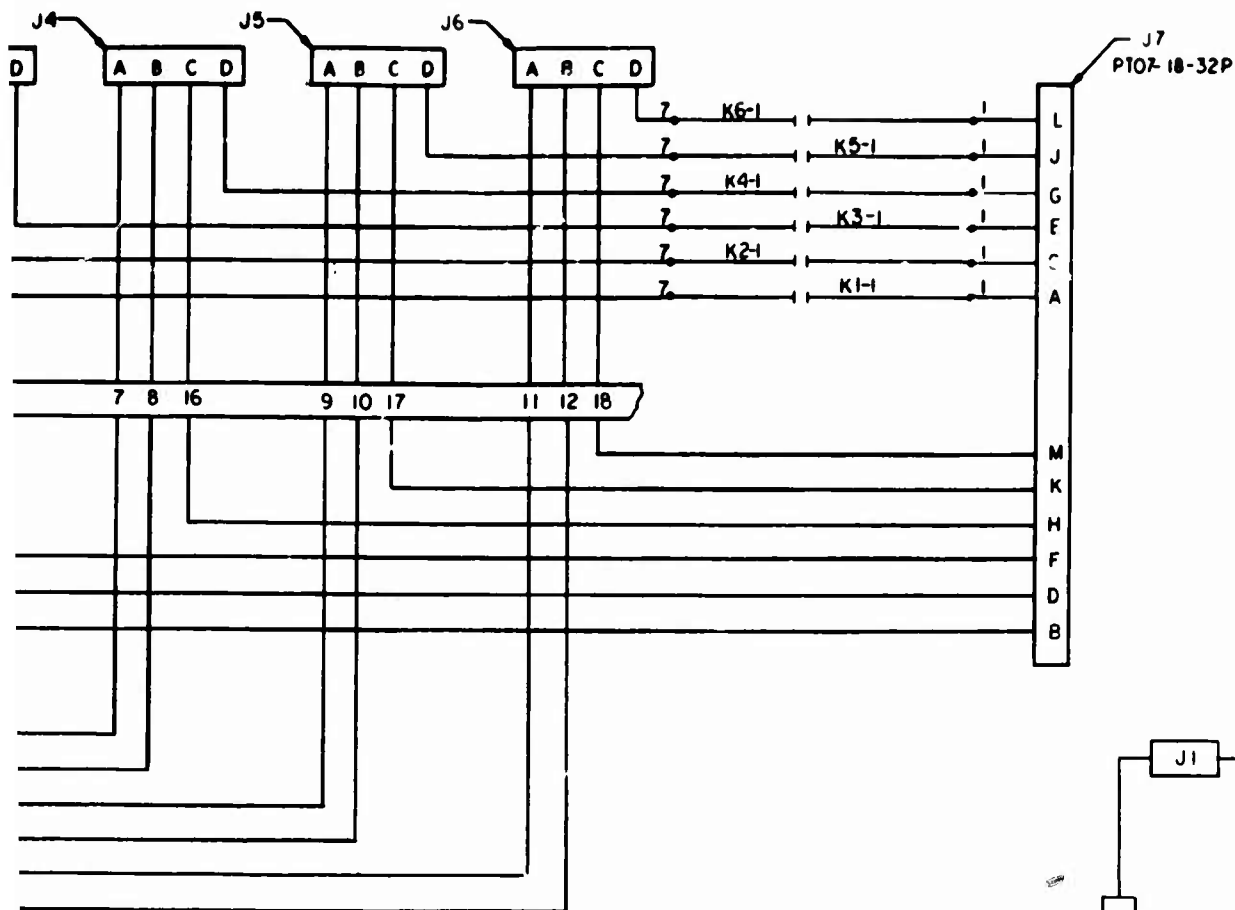 J4
J5
J6
J7
PT07-18-32P
D
A B C D
A B C D
A B C D
7 K6-1 1 L
7 K5-1 1 J
7 K4-1 1 G
7 K3-1 1 E
7 K2-1 1
7 K1-1 1 A
7 8 16
9 10 17
11 12 18
M
K
H
F
D
B
J1